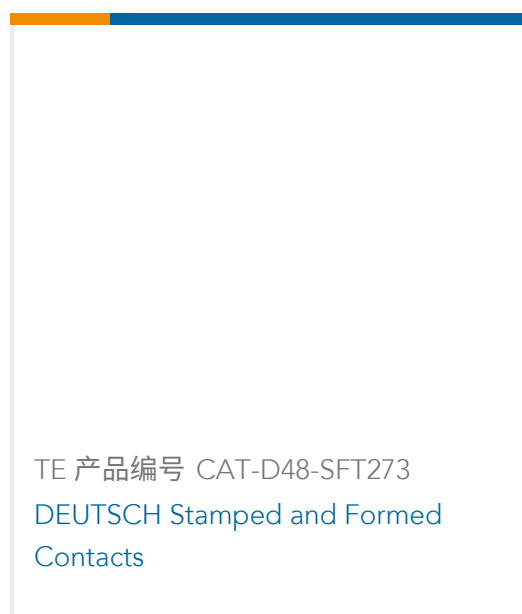 TE 产品编号 CAT-D48-SFT273
DEUTSCH Stamped and Formed
Contacts